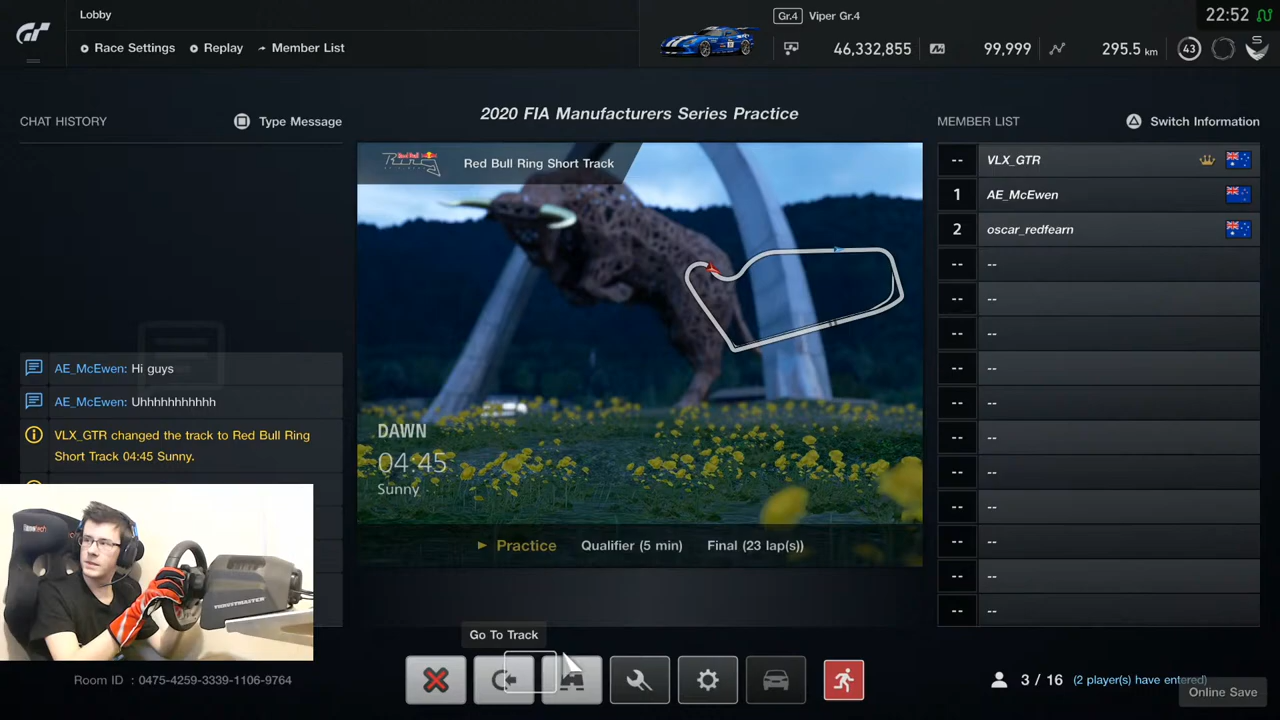 Lobby
Race Settings
Replay
Member List
Gr.4 Viper Gr.4
46,332,855
99,999
295.5 km
43
S
22:52
CHAT HISTORY
Type Message
2020 FIA Manufacturers Series Practice
MEMBER LIST
Switch Information
Red Bull Ring Short Track
-- VLX_GTR
1 AE_McEwen
2 oscar_redfearn
-- --
-- --
-- --
-- --
-- --
-- --
-- --
-- --
-- --
-- --
-- --
AE_McEwen: Hi guys
AE_McEwen: Uhhhhhhhhhh
VLX_GTR changed the track to Red Bull Ring
Short Track 04:45 Sunny.
DAWN
04:45
Sunny
Practice
Qualifier (5 min)
Final (23 lap(s))
THRUSTMASTER
Go To Track
Room ID : 0475-4259-3339-1106-9764
3 / 16
(2 player(s) have entered)
Online Save